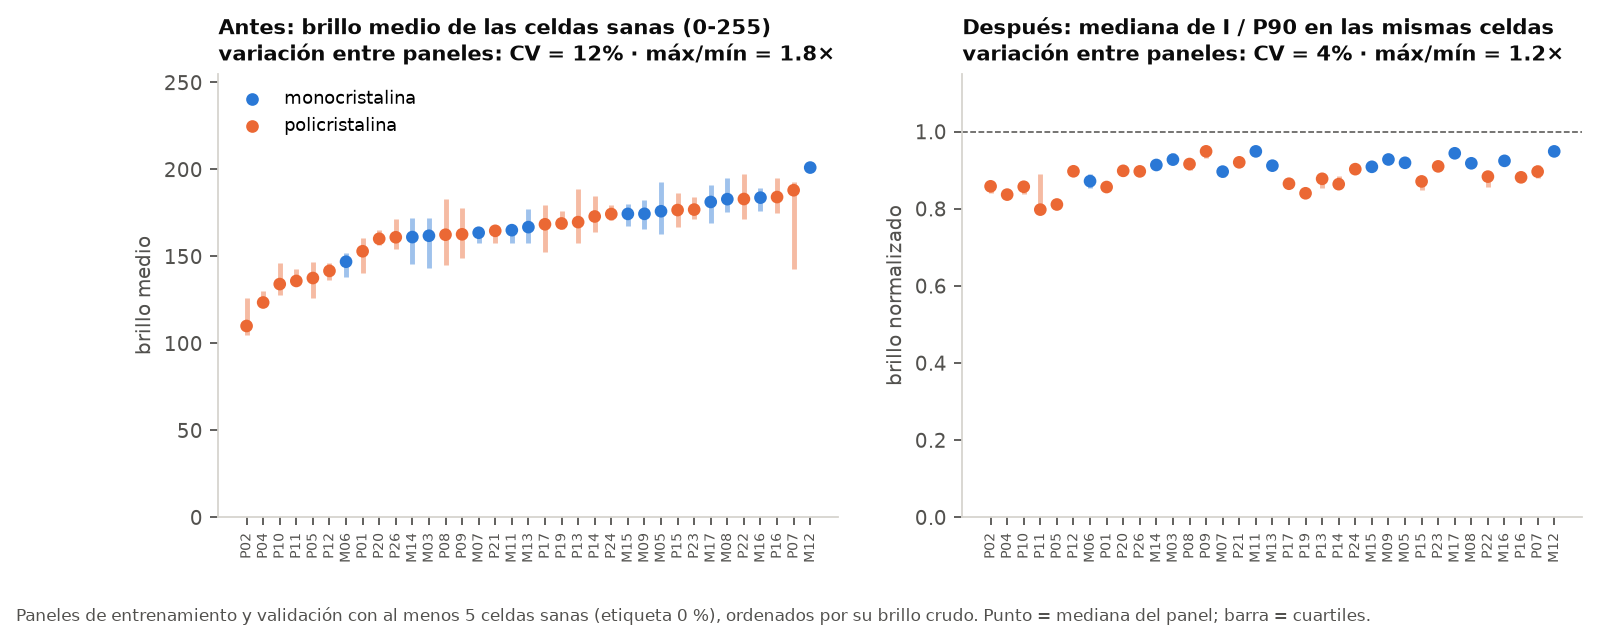 Antes: brillo medio de las celdas sanas (0-255)
variación entre paneles: CV = 12% · máx/mín = 1.8×
250
200
150
100
50
0
brillo medio
monocristalina
policristalina
P02 P04 P10 P11 P05 P12 M06 P01 P20 P26 M14 M03 P08 P09 M07 P21 M11 M13 P17 P19 P13 P14 P24 M15 M09 M05 P15 P23 M17 M08 P22 M16 P16 P07 M12
Después: mediana de I / P90 en las mismas celdas
variación entre paneles: CV = 4% · máx/mín = 1.2×
1.0
0.8
0.6
0.4
0.2
0.0
brillo normalizado
P02 P04 P10 P11 P05 P12 M06 P01 P20 P26 M14 M03 P08 P09 M07 P21 M11 M13 P17 P19 P13 P14 P24 M15 M09 M05 P15 P23 M17 M08 P22 M16 P16 P07 M12
Paneles de entrenamiento y validación con al menos 5 celdas sanas (etiqueta 0 %), ordenados por su brillo crudo. Punto = mediana del panel; barra = cuartiles.